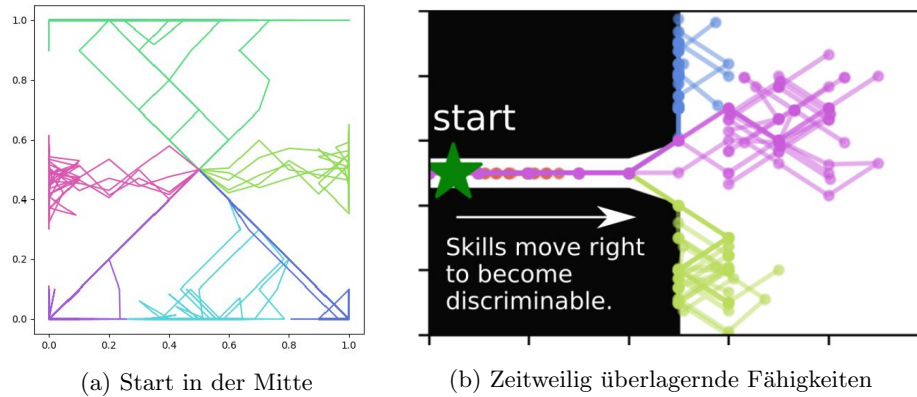 1.0
0.8
0.6
0.4
0.2
0.0
0.0 0.2 0.4 0.6 0.8 1.0
(a) Start in der Mitte
start
Skills move right
to become
discriminable.
(b) Zeitweilig überlagernde Fähigkeiten